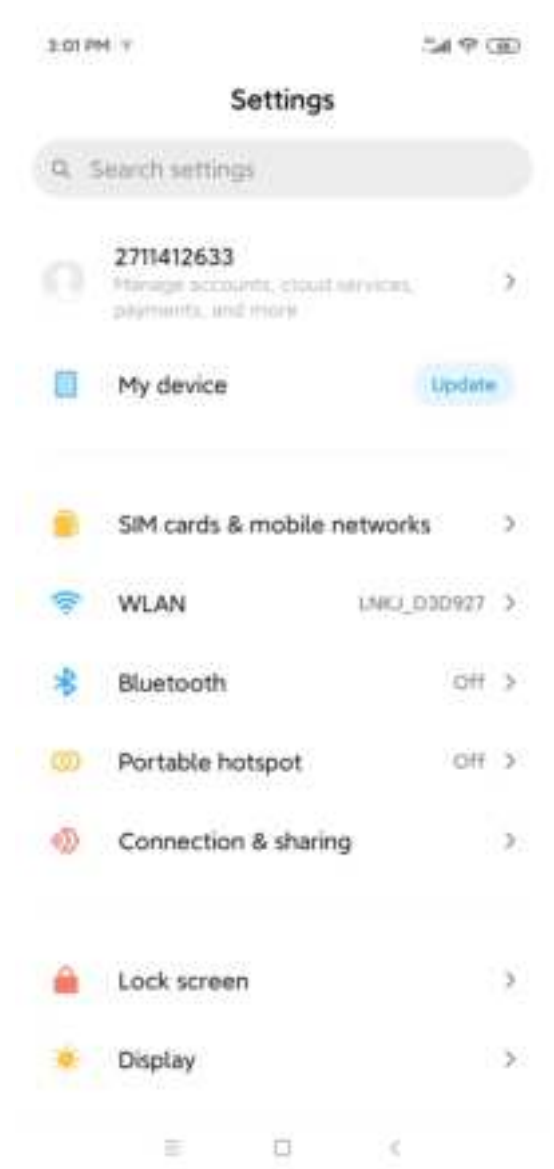 3:01 PM
Settings
Search settings
2711412633
Manage accounts, cloud services,
payments, and more
My device
Update
SIM cards & mobile networks
WLAN
LNKJ_D3D927
Bluetooth
Off
Portable hotspot
Off
Connection & sharing
Lock screen
Display